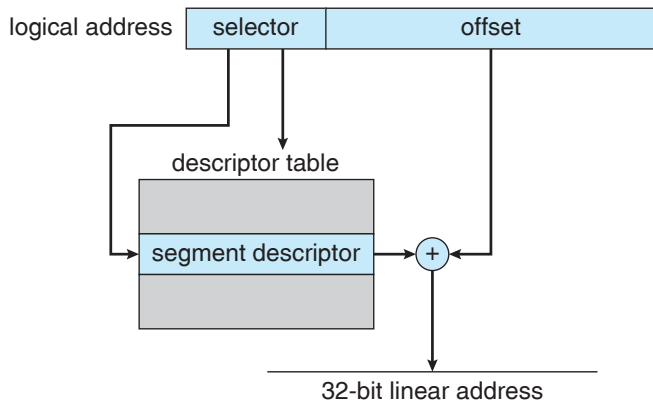 logical address
selector
offset
descriptor table
segment descriptor
+
32-bit linear address